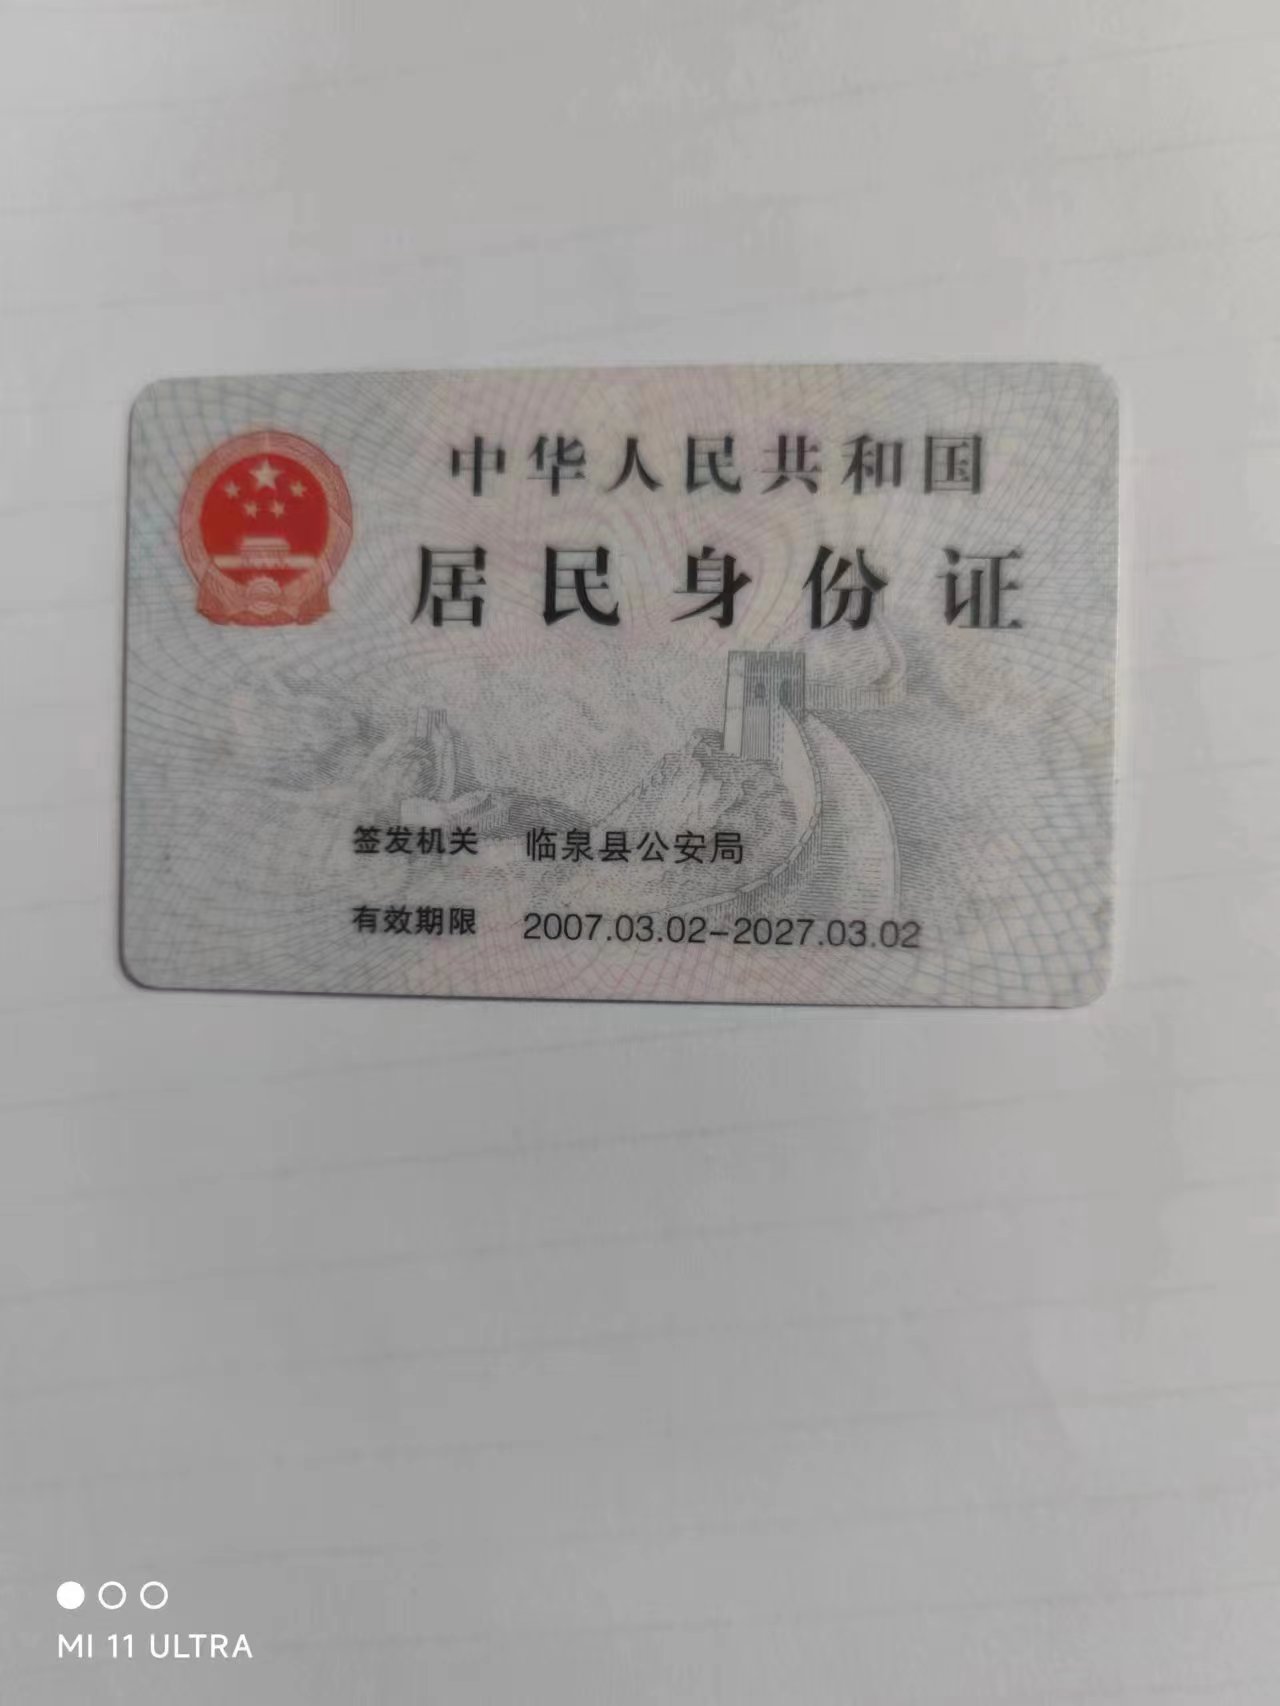 中华人民共和国
居民身份证
签发机关 临泉县公安局
有效期限 2007.03.02-2027.03.02
MI 11 ULTRA